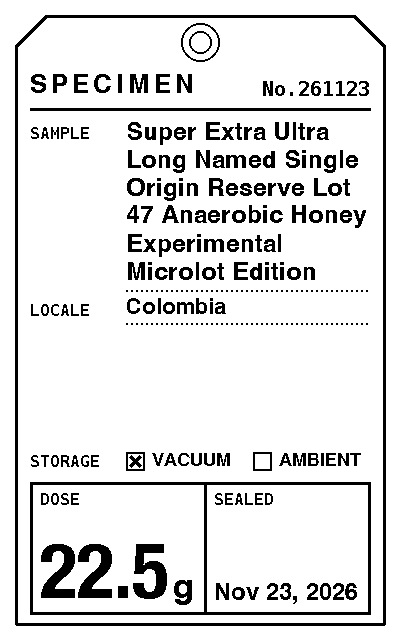 SPECIMEN No.261123
SAMPLE Super Extra Ultra
Long Named Single
Origin Reserve Lot
47 Anaerobic Honey
Experimental
Microlot Edition
LOCALE Colombia
STORAGE ☒ VACUUM ☐ AMBIENT
DOSE SEALED
22.5g Nov 23, 2026